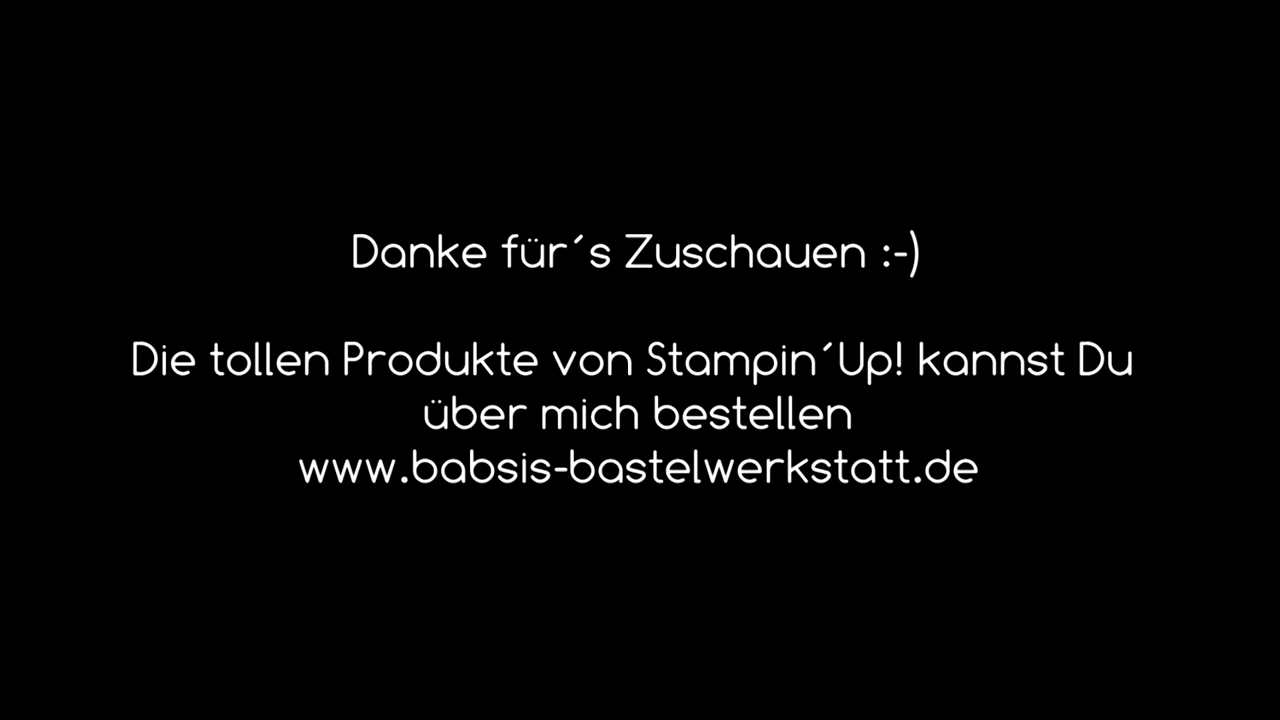 Danke für´s Zuschauen :-)
Die tollen Produkte von Stampin´Up! kannst Du
über mich bestellen
www.babsis-bastelwerkstatt.de